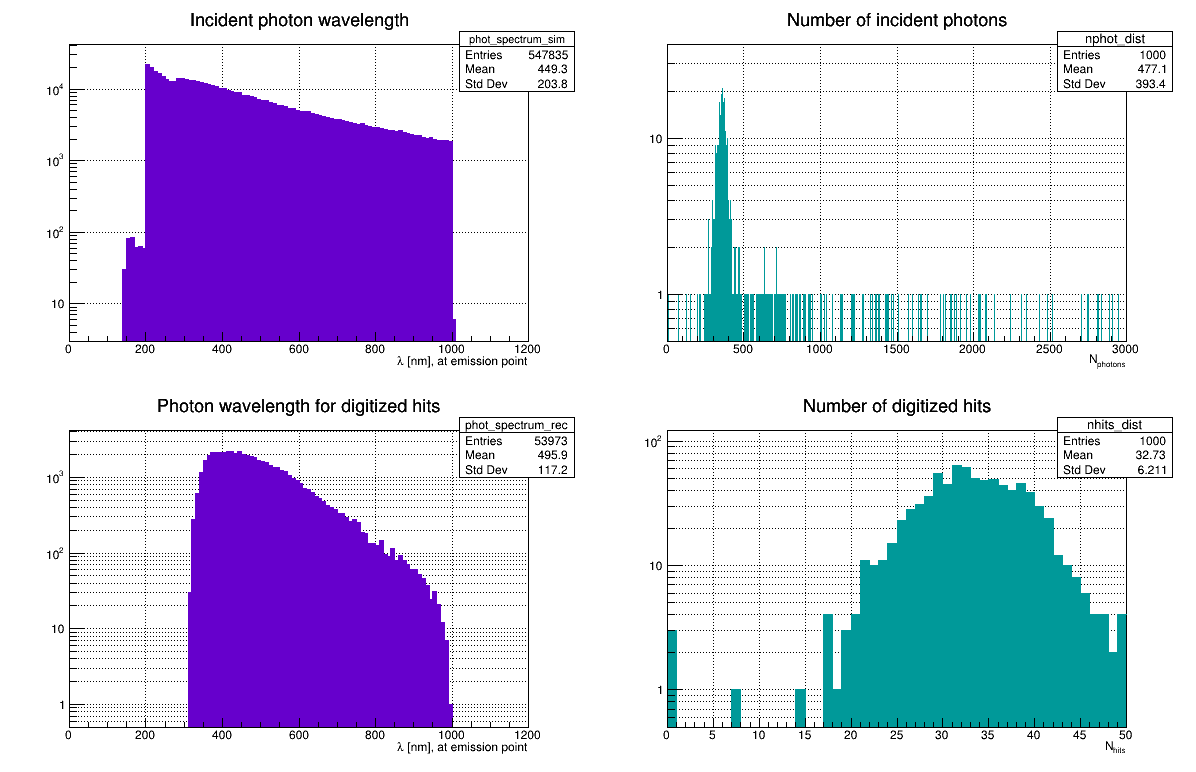 Incident photon wavelength
phot_spectrum_sim
Entries 547835
Mean 449.3
Std Dev 203.8
10⁴
10³
10²
10
0 200 400 600 800 1000 1200
λ [nm], at emission point
Number of incident photons
nphot_dist
Entries 1000
Mean 477.1
Std Dev 393.4
10
1
0 500 1000 1500 2000 2500 3000
N_photons
Photon wavelength for digitized hits
phot_spectrum_rec
Entries 53973
Mean 495.9
Std Dev 117.2
10³
10²
10
1
0 200 400 600 800 1000 1200
λ [nm], at emission point
Number of digitized hits
nhits_dist
Entries 1000
Mean 32.73
Std Dev 6.211
10²
10
1
0 5 10 15 20 25 30 35 40 45 50
N_hits